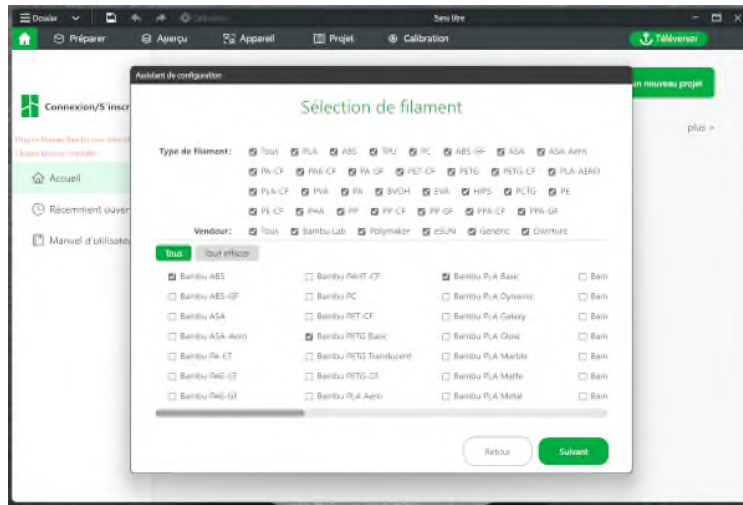 Dossier
Sans titre
Préparer Aperçu Appareil Projet Calibration Téléverser
Assistant de configuration
un nouveau projet
Connexion/S'inscr
Sélection de filament
plus >
Accueil
Récemment ouver
Manuel d'utilisateu
Type de filament: Tous PLA ABS TPU PC ABS-GF ASA ASA-Aero
PA-CF PA6-CF PA-GF PET-CF PETG PETG-CF PLA-AERO
PLA-CF PVA PA BVOH EVA HIPS PCTG PE
PE-CF PHA PP PP-CF PP-GF PPA-CF PPA-GF
Vendeur: Tous Bambu Lab Polymaker eSUN Generic Overture
Tous Tout effacer
Bambu ABS Bambu PAHT-CF Bambu PLA Basic Bam
Bambu ABS-GF Bambu PC Bambu PLA Dynamic Bam
Bambu ASA Bambu PET-CF Bambu PLA Galaxy Bam
Bambu ASA-Aero Bambu PETG Basic Bambu PLA Glow Bam
Bambu PA-CF Bambu PETG Translucent Bambu PLA Marble Bam
Bambu PA6-CF Bambu PETG-CF Bambu PLA Matte Bam
Bambu PA6-GF Bambu PLA Aero Bambu PLA Metal Bam
Retour Suivant